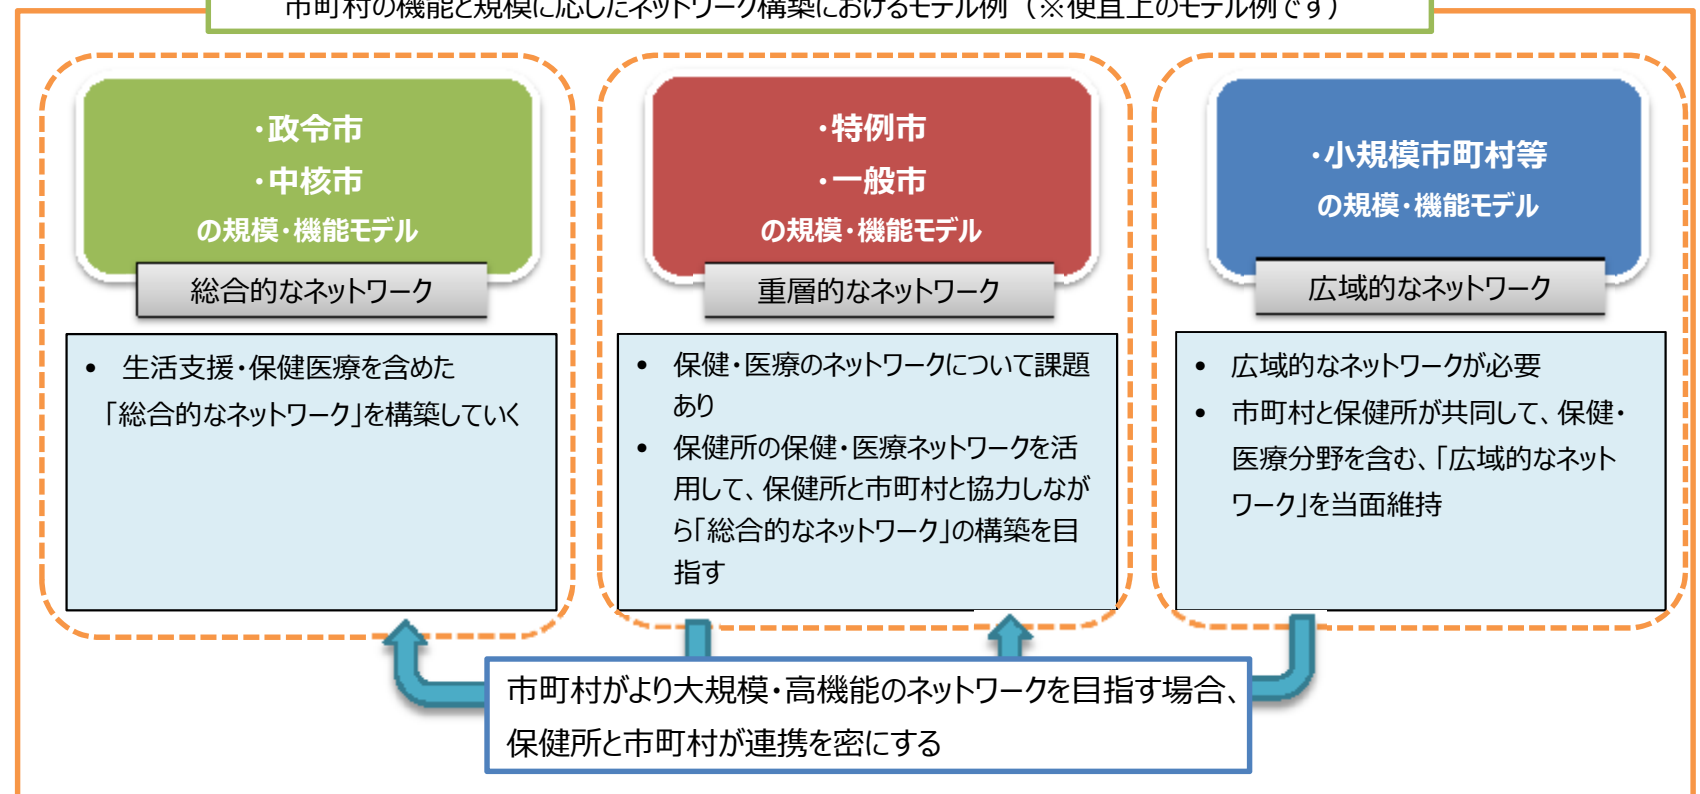 市町村の機能と規模に応じたネットワーク構築におけるモデル例（※便宜上のモデル例です）
・政令市
・中核市
の規模・機能モデル
総合的なネットワーク
• 生活支援・保健医療を含めた
「総合的なネットワーク」を構築していく
・特例市
・一般市
の規模・機能モデル
重層的なネットワーク
• 保健・医療のネットワークについて課題
あり
• 保健所の保健・医療ネットワークを活
用して、保健所と市町村と協力しなが
ら「総合的なネットワーク」の構築を目
指す
・小規模市町村等
の規模・機能モデル
広域的なネットワーク
• 広域的なネットワークが必要
• 市町村と保健所が共同して、保健・
医療分野を含む、「広域的なネット
ワーク」を当面維持
市町村がより大規模・高機能のネットワークを目指す場合、
保健所と市町村が連携を密にする